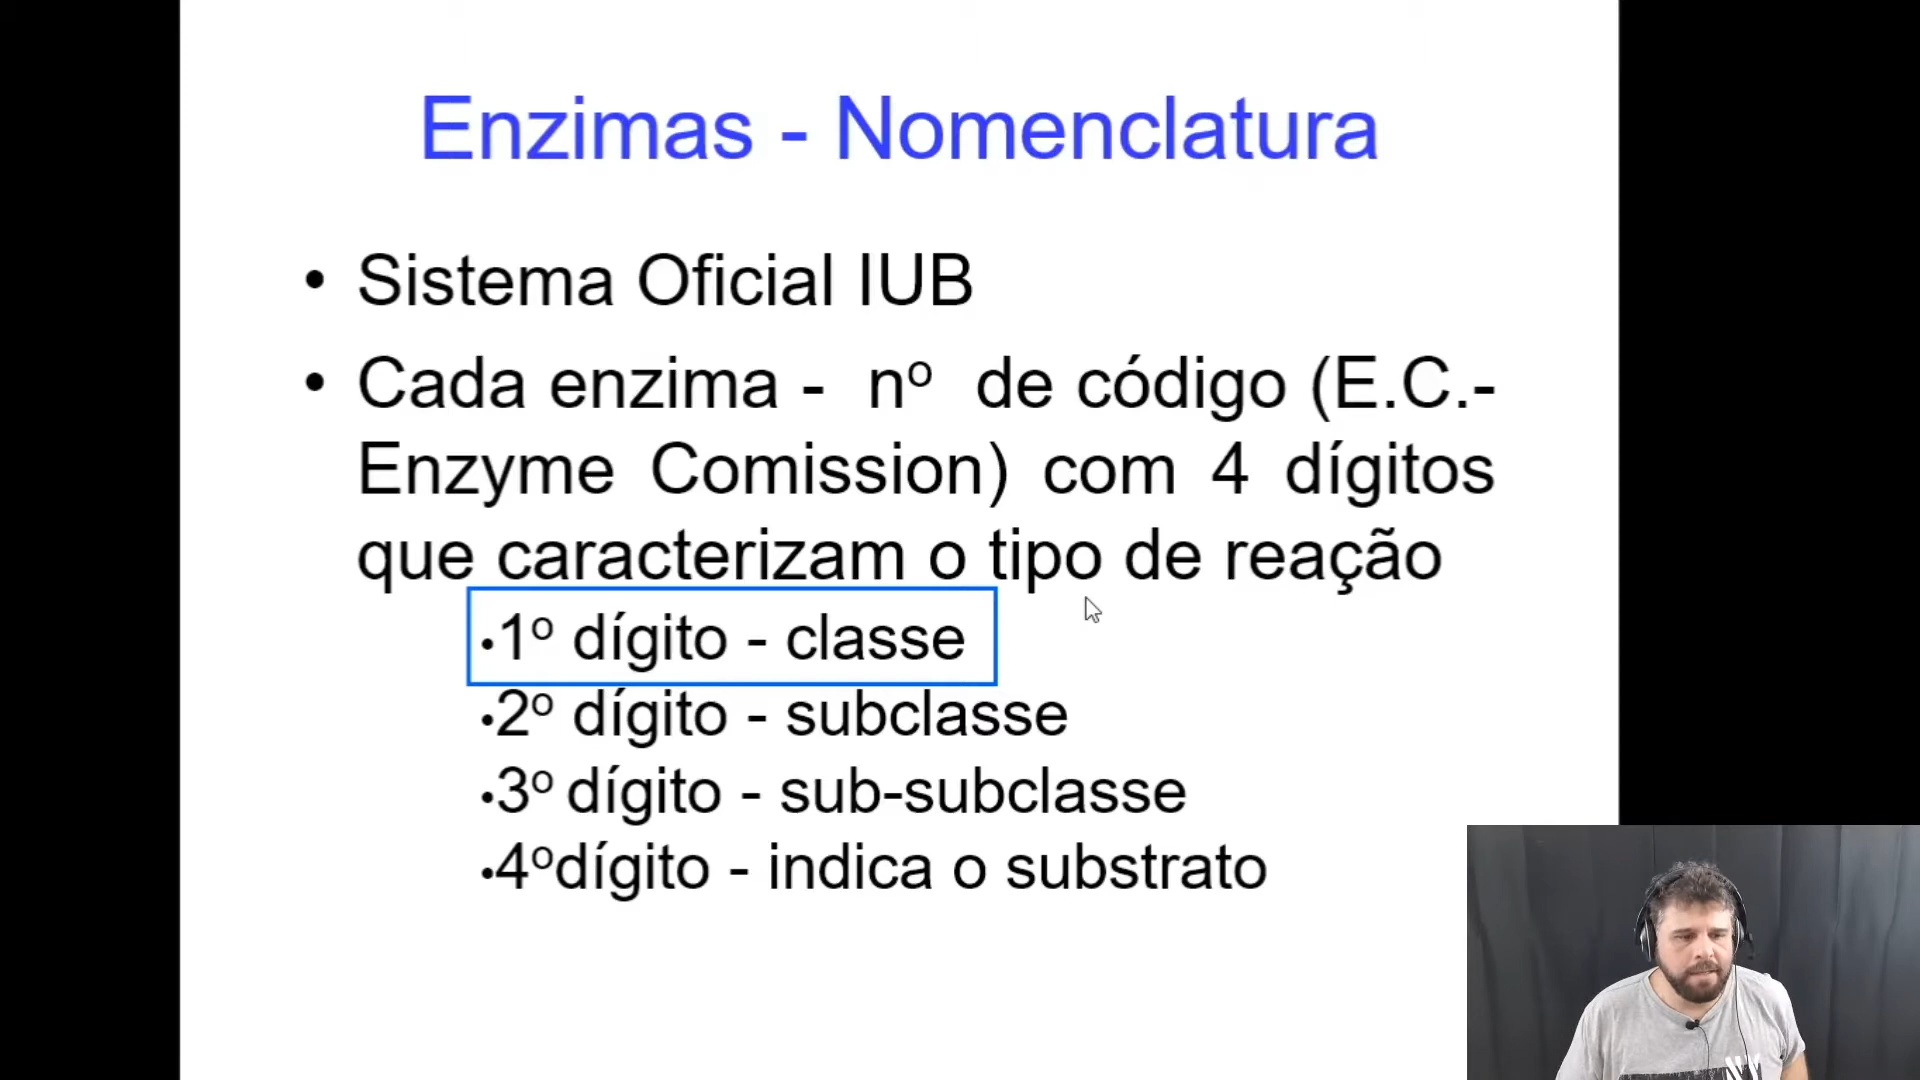 Enzimas - Nomenclatura
• Sistema Oficial IUB
• Cada enzima - nº de código (E.C.-
Enzyme Comission) com 4 dígitos
que caracterizam o tipo de reação
•1º dígito - classe
•2º dígito - subclasse
•3º dígito - sub-subclasse
•4ºdígito - indica o substrato